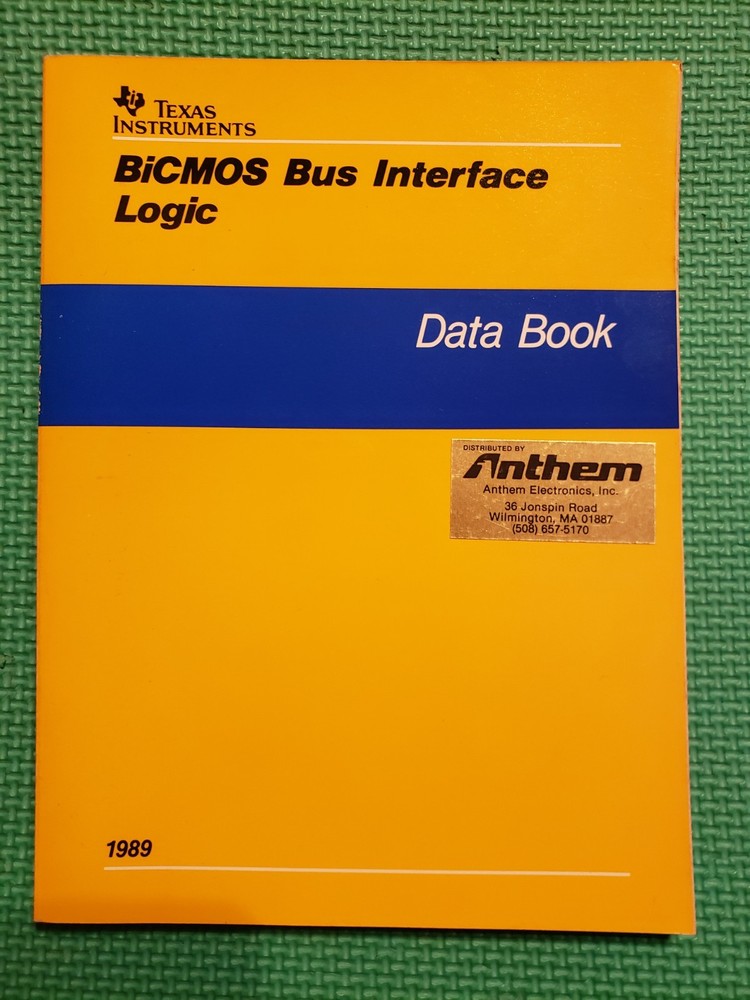 TEXAS
INSTRUMENTS
BiCMOS Bus Interface
Logic
Data Book
DISTRIBUTED BY
Anthem
Anthem Electronics, Inc.
36 Jonspin Road
Wilmington, MA 01887
(508) 657-5170
1989